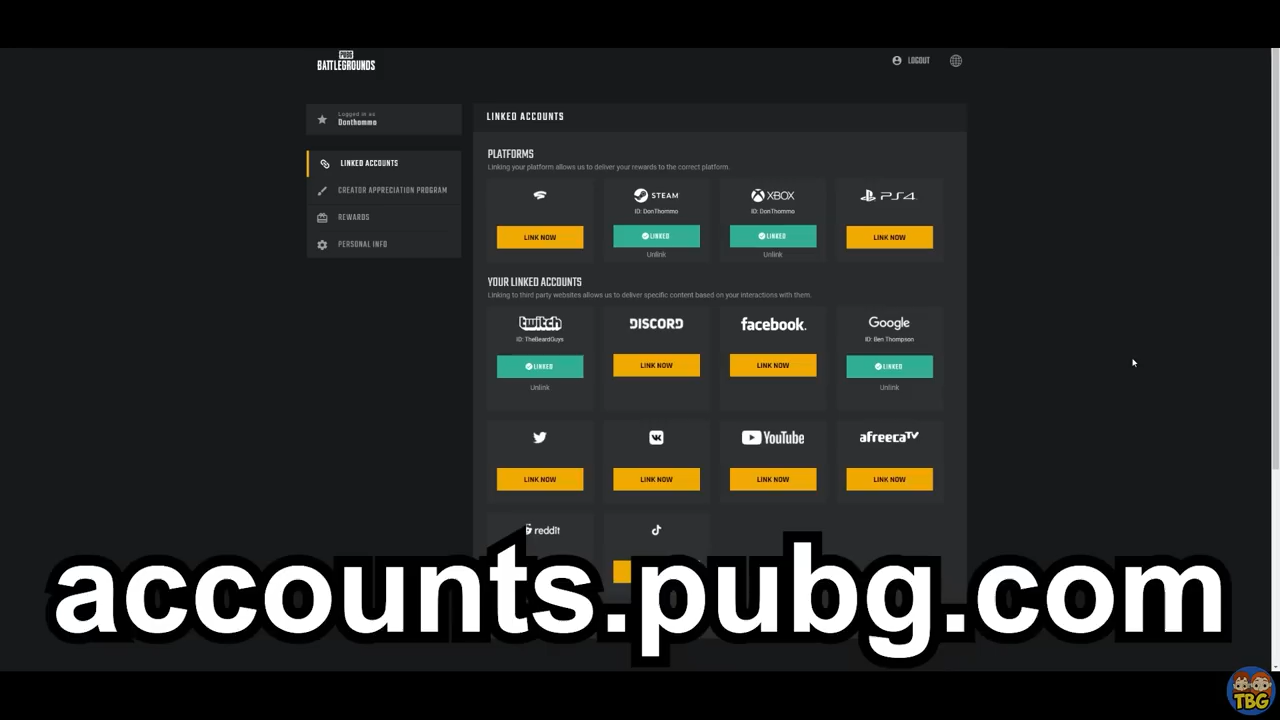 PUBG
BATTLEGROUNDS
LOGOUT
Logged in as
Donthommo
LINKED ACCOUNTS
CREATOR APPRECIATION PROGRAM
REWARDS
PERSONAL INFO
LINKED ACCOUNTS
PLATFORMS
Linking your platform allows us to deliver your rewards to the correct platform.
STEAM XBOX PS4
ID: DonThommo ID: DonThommo
LINK NOW LINKED LINKED LINK NOW
Unlink Unlink
YOUR LINKED ACCOUNTS
Linking to third party websites allows us to deliver specific content based on your interactions with them.
twitch DISCORD facebook. Google
ID: TheBeardGuys ID: Ben Thompson
LINKED LINK NOW LINK NOW LINKED
Unlink Unlink
YouTube afreecaTV
LINK NOW LINK NOW LINK NOW LINK NOW
reddit
accounts.pubg.com
TBG